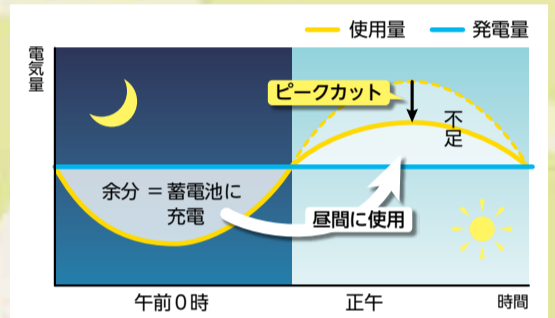 使用量 発電量
電気量
ピークカット
不足
余分 = 蓄電池に
充電
昼間に使用
午前0時 正午 時間